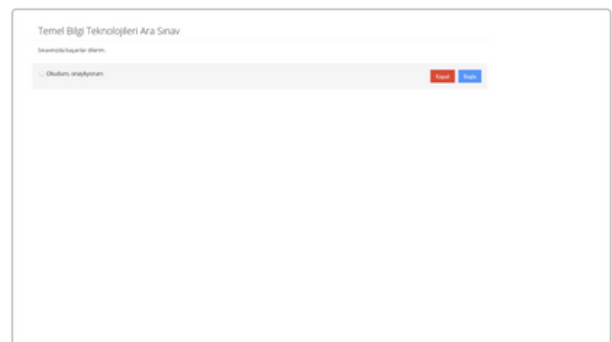 Temel Bilgi Teknolojileri Ara Sınav
Sınavınızda başarılar dilerim.
Okudum, onaylıyorum
Kapat Başla